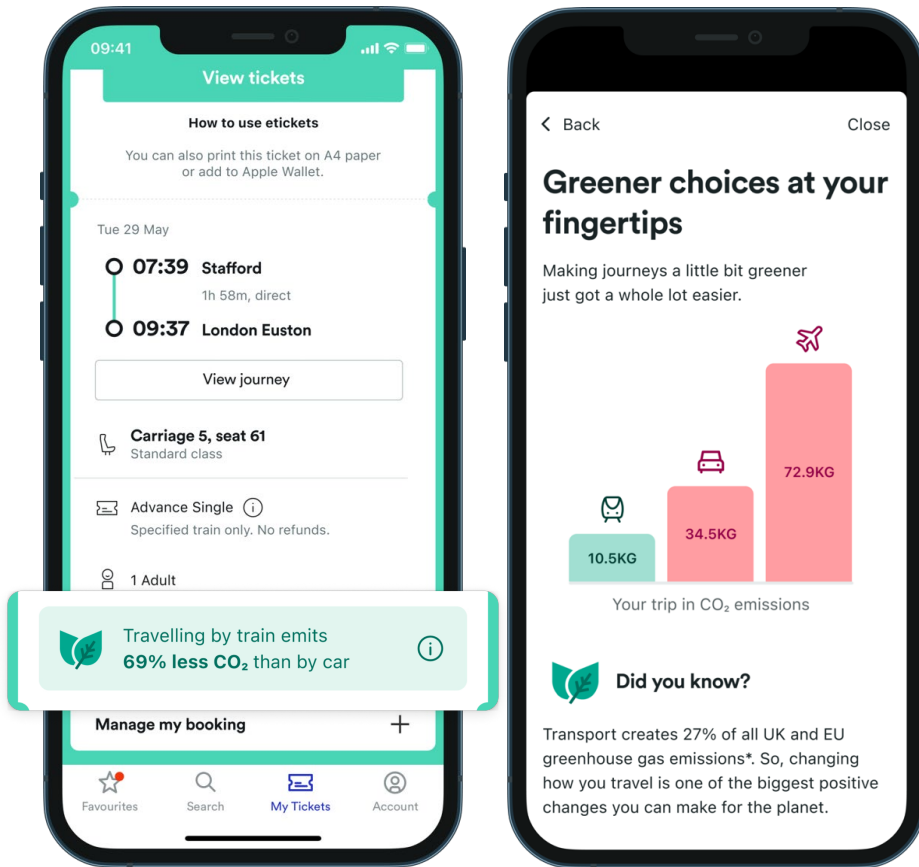 09:41
View tickets
How to use etickets
You can also print this ticket on A4 paper
or add to Apple Wallet.
Tue 29 May
07:39 Stafford
1h 58m, direct
09:37 London Euston
View journey
Carriage 5, seat 61
Standard class
Advance Single
Specified train only. No refunds.
1 Adult
Travelling by train emits
69% less CO₂ than by car
Manage my booking
Favourites Search My Tickets Account
Back Close
Greener choices at your
fingertips
Making journeys a little bit greener
just got a whole lot easier.
72.9KG
34.5KG
10.5KG
Your trip in CO₂ emissions
Did you know?
Transport creates 27% of all UK and EU
greenhouse gas emissions*. So, changing
how you travel is one of the biggest positive
changes you can make for the planet.